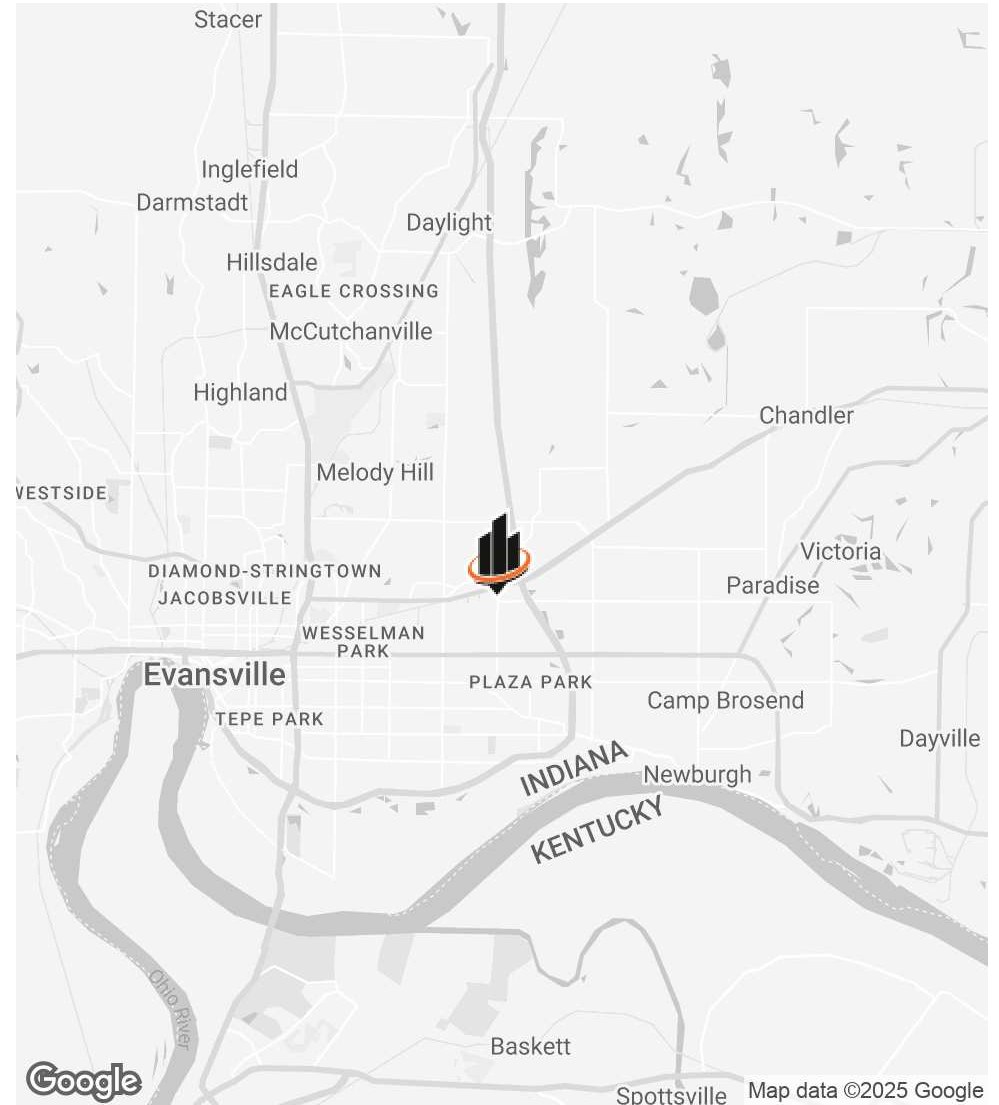 Stacer
Inglefield
Darmstadt
Daylight
Hillsdale
EAGLE CROSSING
McCutchanville
Highland
Chandler
Melody Hill
WESTSIDE
Victoria
DIAMOND-STRINGTOWN
Paradise
JACOBSVILLE
WESSELMAN
PARK
Evansville
PLAZA PARK
Camp Brosend
TEPE PARK
Dayville
INDIANA
Newburgh
KENTUCKY
Ohio River
Baskett
Google
Spottsville
Map data ©2025 Google